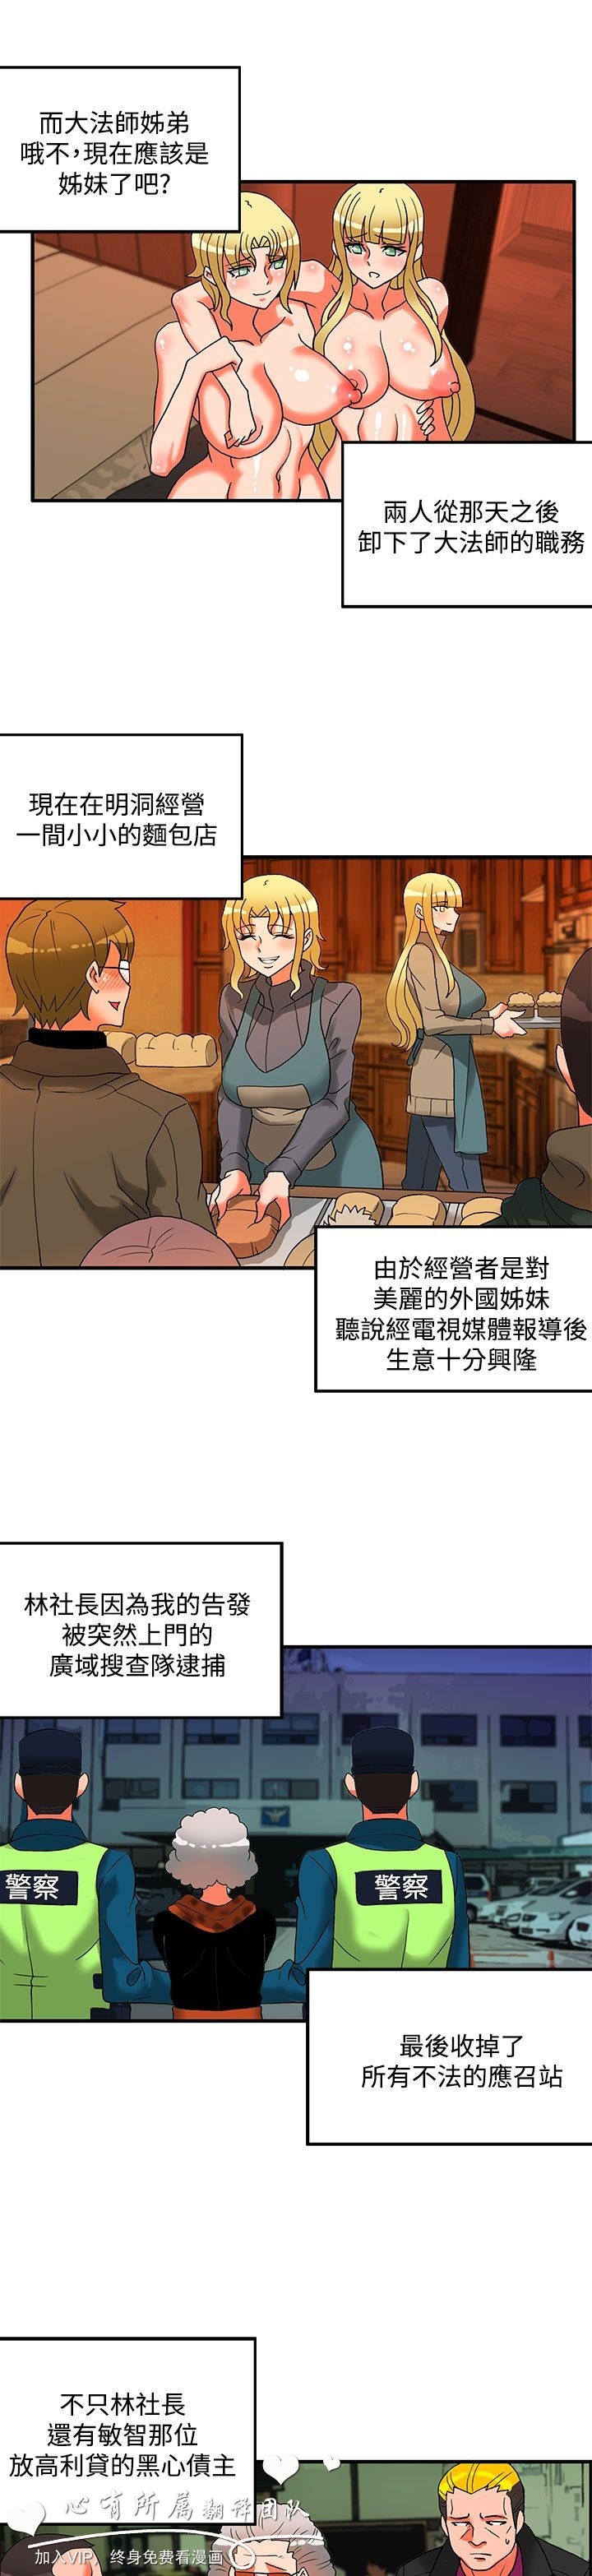 而大法師姊弟
哦不，現在應該是
姊妹了吧?
兩人從那天之後
卸下了大法師的職務
現在在明洞經營
一間小小的麵包店
由於經營者是對
美麗的外國姊妹
聽說經電視媒體報導後
生意十分興隆
林社長因為我的告發
被突然上門的
廣域搜查隊逮捕
警察
警察
最後收掉了
所有不法的應召站
不只林社長
還有敏智那位
放高利貸的黑心債主
心有所属翻译团队
加入VIP，终身免费看漫画